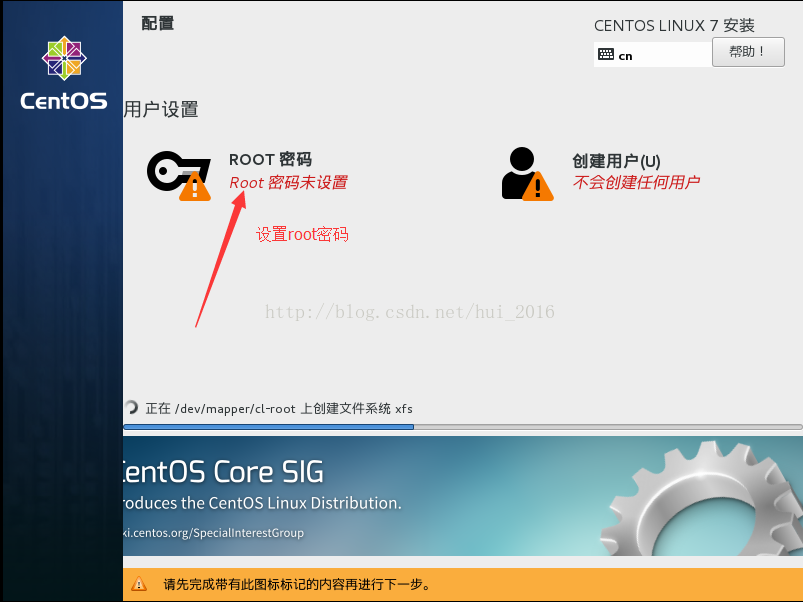 配置
CENTOS LINUX 7 安装
cn
帮助！
CentOS
用户设置
ROOT 密码
Root 密码未设置
创建用户(U)
不会创建任何用户
设置root密码
http://blog.csdn.net/hui_2016
正在 /dev/mapper/cl-root 上创建文件系统 xfs
CentOS Core SIG
roduces the CentOS Linux Distribution.
ki.centos.org/SpecialInterestGroup
请先完成带有此图标标记的内容再进行下一步。